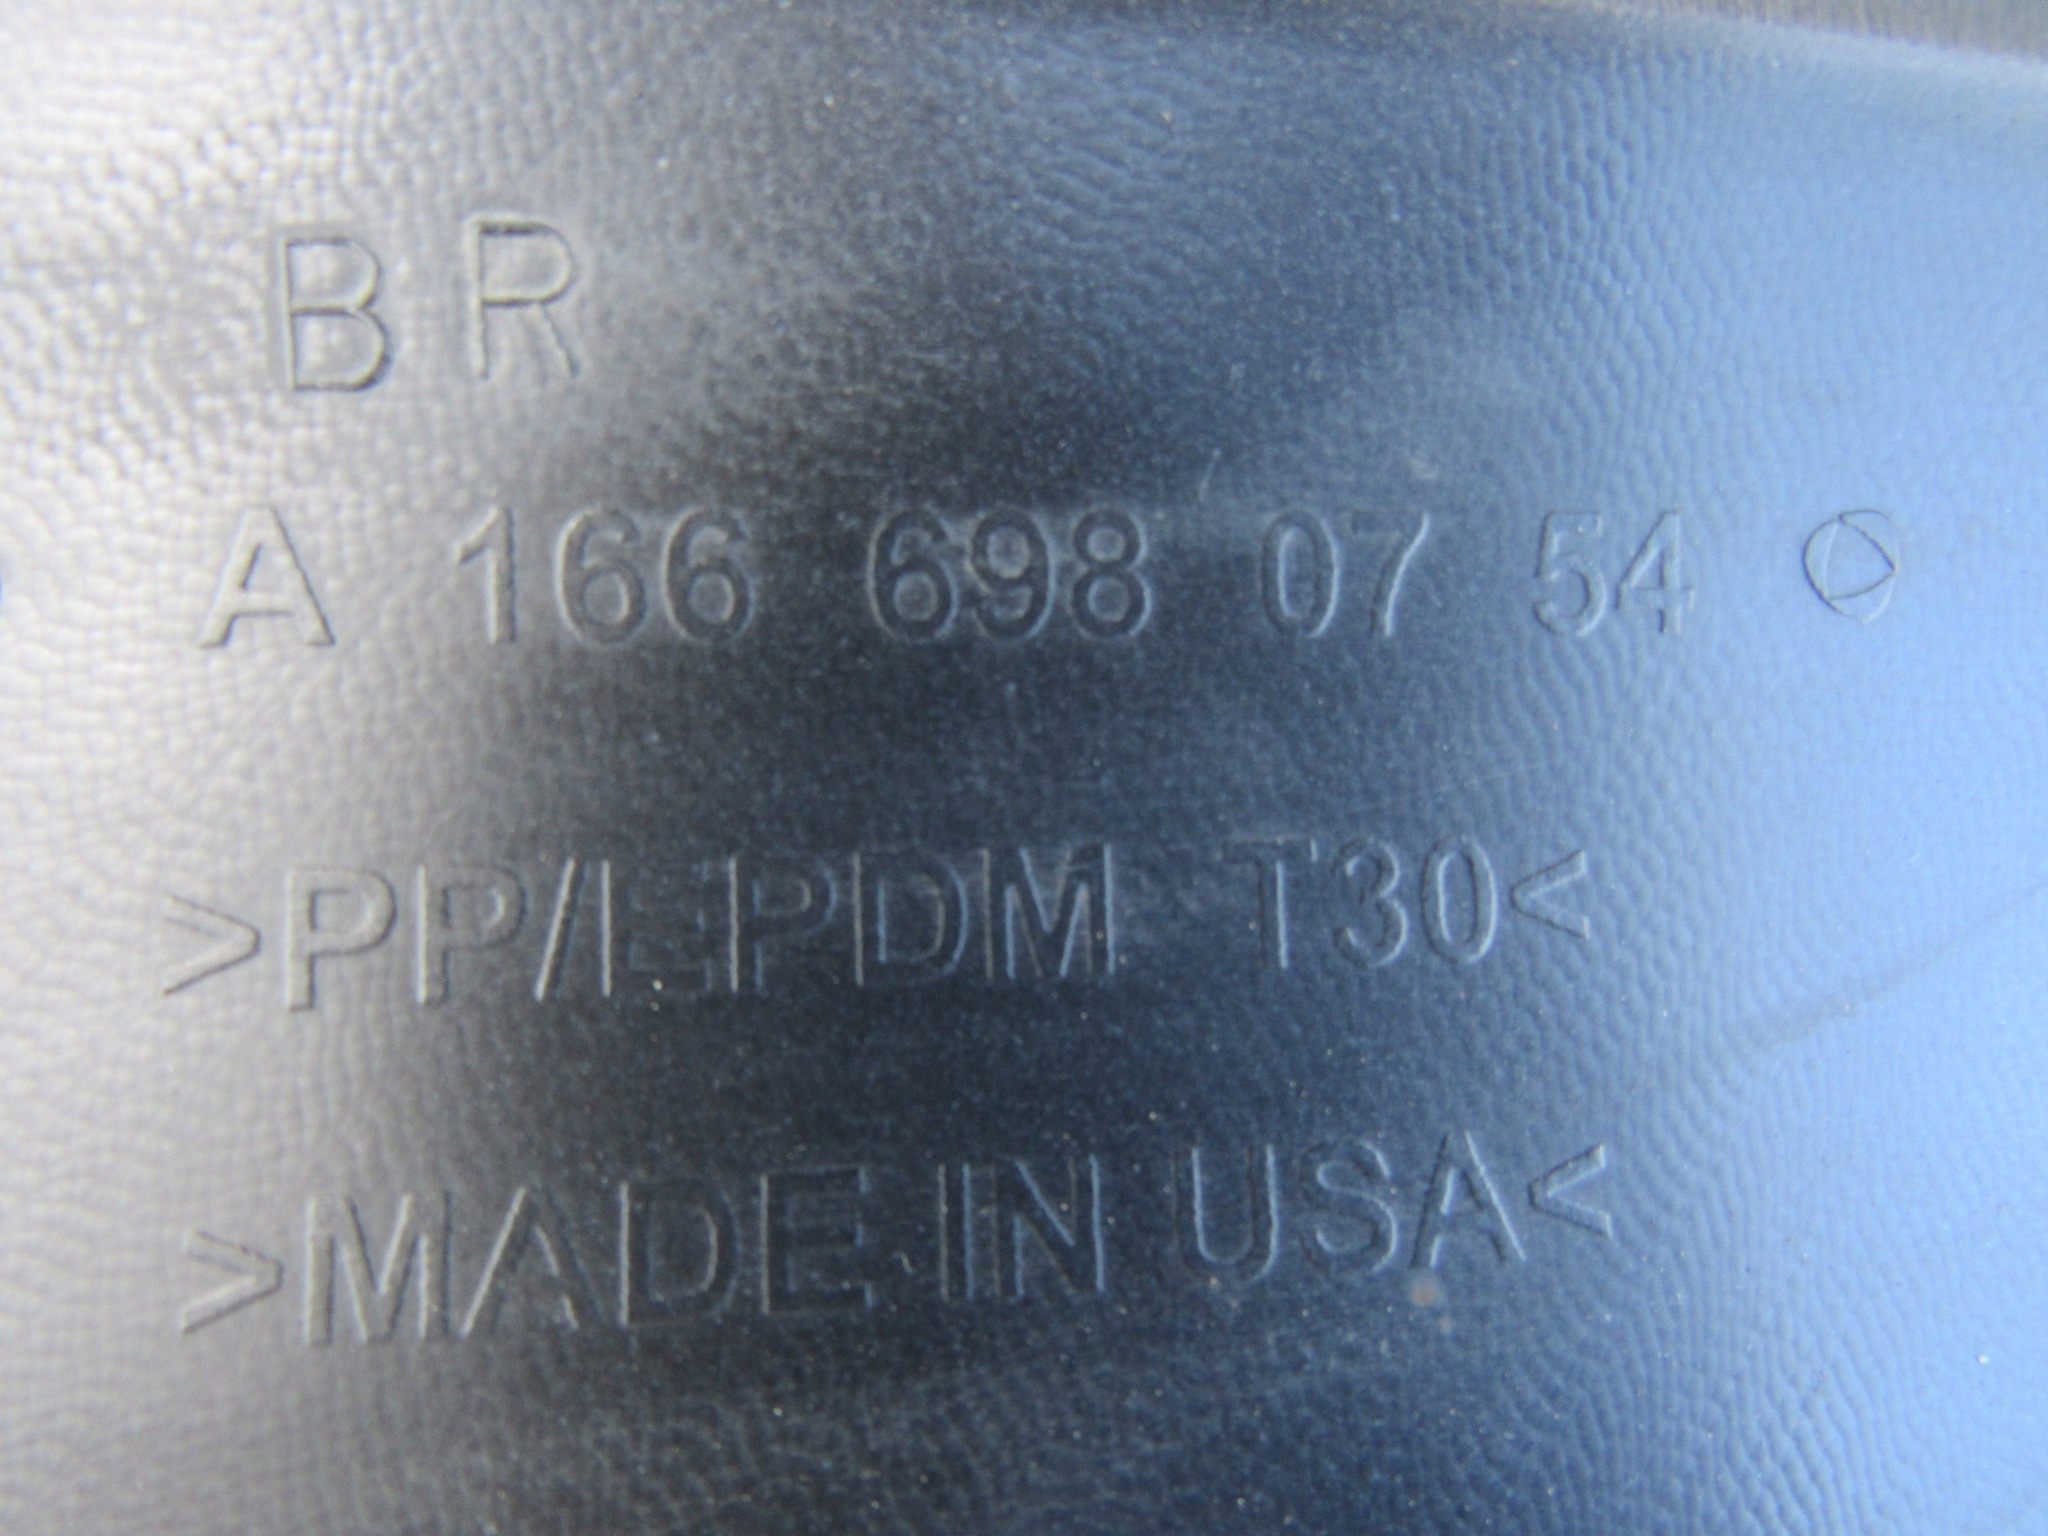 BR
A 166 698 07 54
>PP/EPDM T30<
>MADE IN USA<